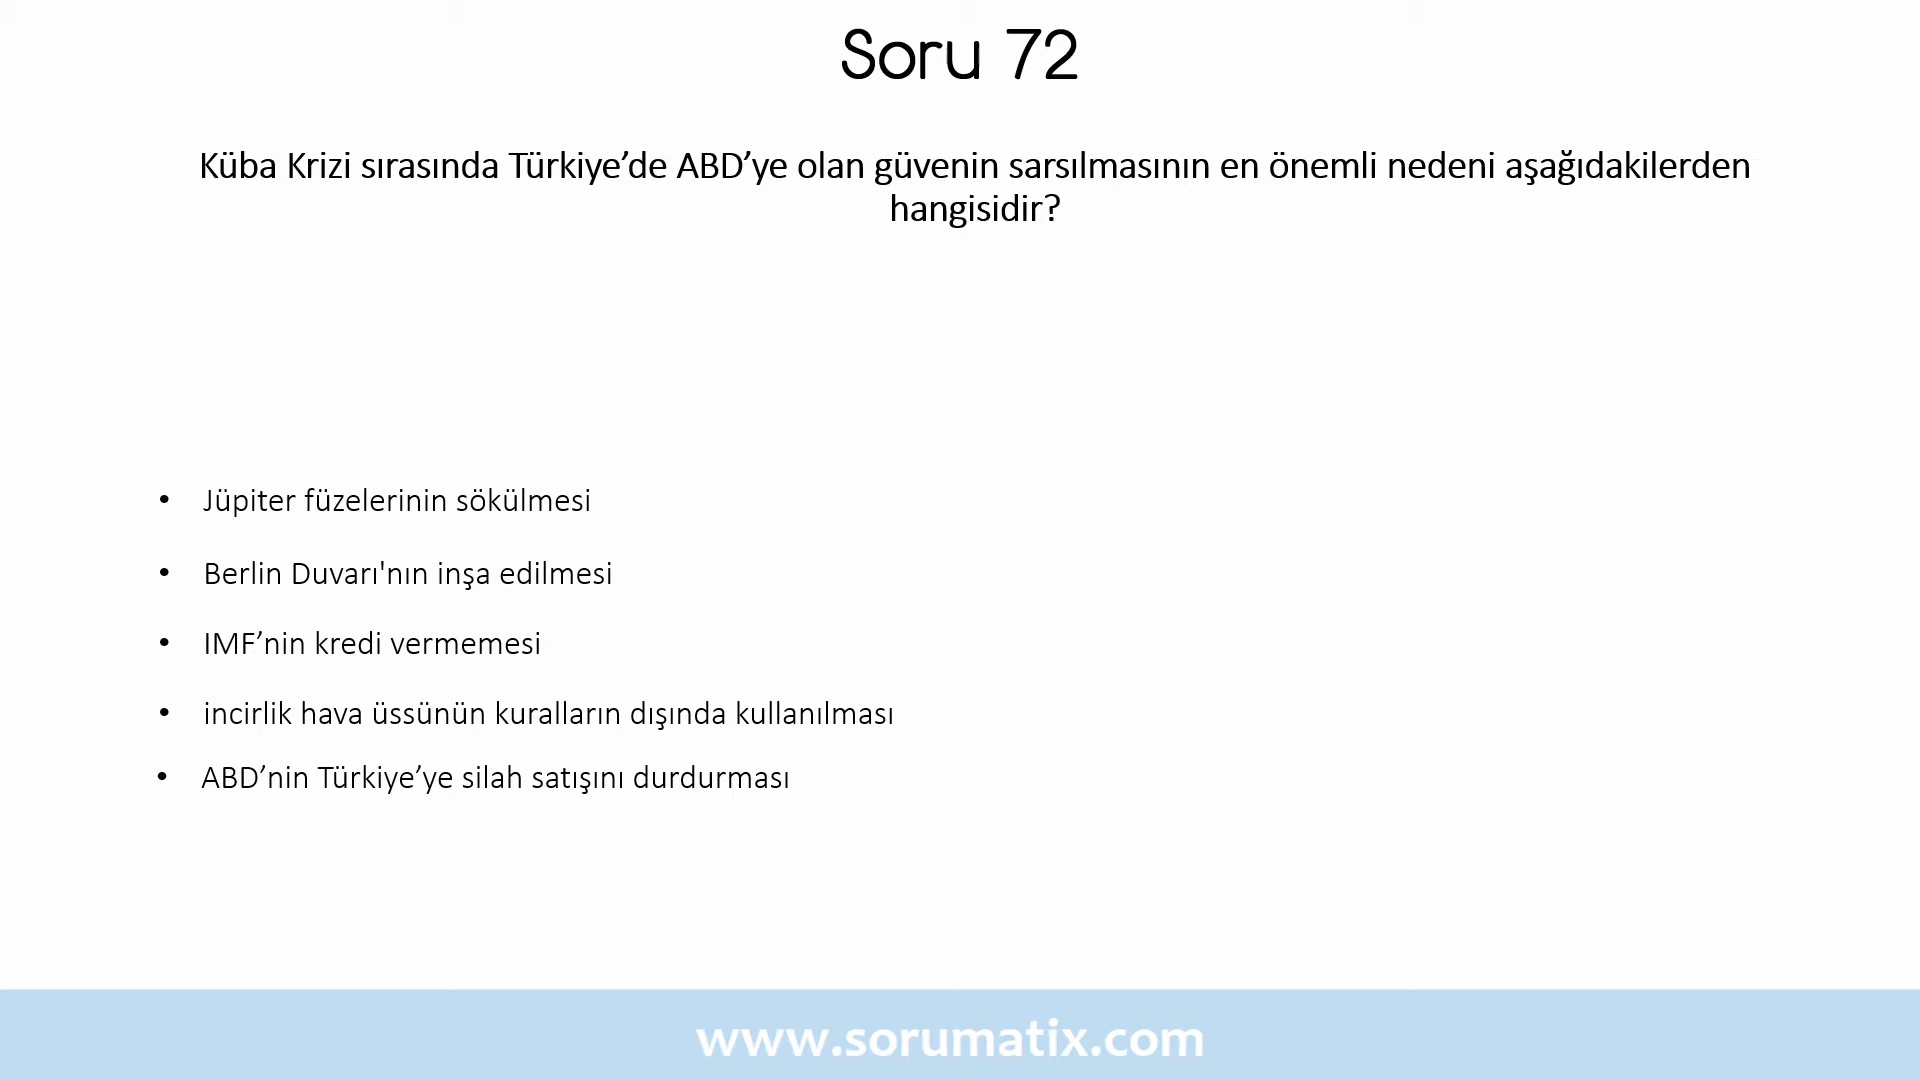 Soru 72
Küba Krizi sırasında Türkiye’de ABD’ye olan güvenin sarsılmasının en önemli nedeni aşağıdakilerden
hangisidir?
• Jüpiter füzelerinin sökülmesi
• Berlin Duvarı'nın inşa edilmesi
• IMF’nin kredi vermemesi
• incirlik hava üssünün kuralların dışında kullanılması
• ABD’nin Türkiye’ye silah satışını durdurması
www.sorumatix.com